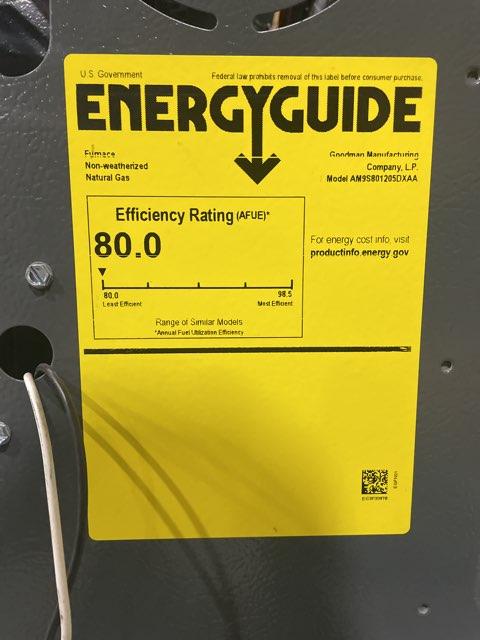 U.S. Government
Federal law prohibits removal of this label before consumer purchase.
ENERGYGUIDE
Furnace
Non-weatherized
Natural Gas
Goodman Manufacturing
Company, L.P.
Model AM9S801205DXAA
Efficiency Rating (AFUE)*
80.0
80.0
98.5
Least Efficient
Most Efficient
Range of Similar Models
*Annual Fuel Utilization Efficiency
For energy cost info, visit
productinfo.energy.gov